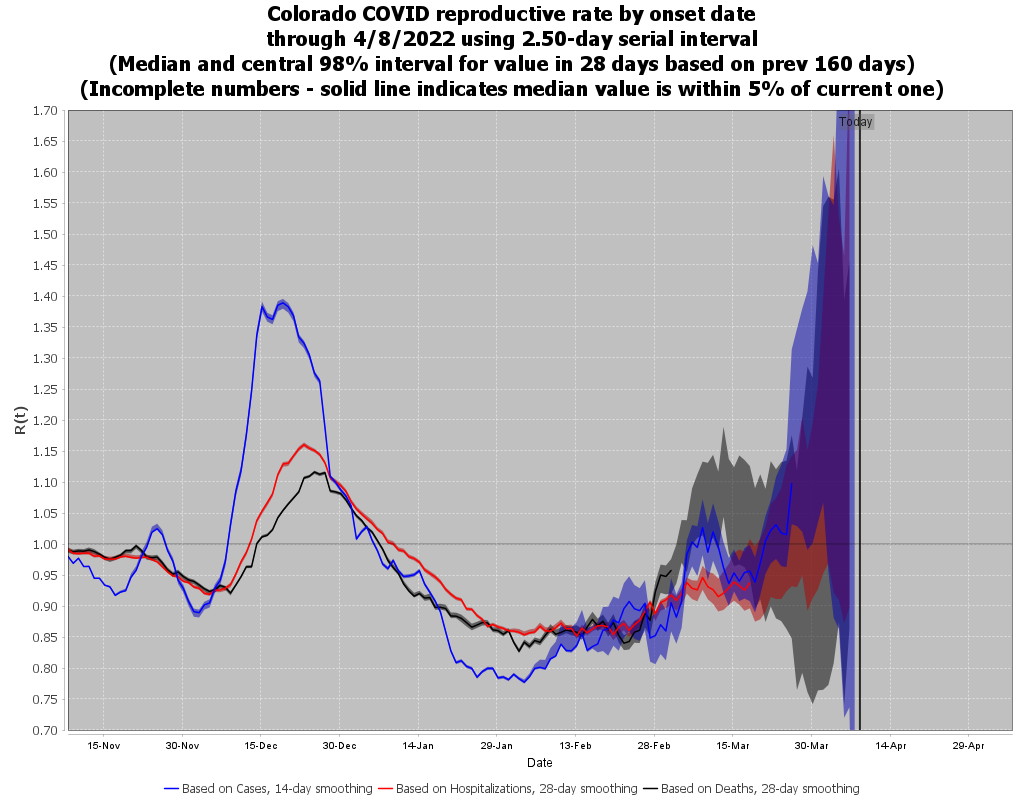 Colorado COVID reproductive rate by onset date
through 4/8/2022 using 2.50-day serial interval
(Median and central 98% interval for value in 28 days based on prev 160 days)
(Incomplete numbers - solid line indicates median value is within 5% of current one)
Today
R(t)
1.70
1.65
1.60
1.55
1.50
1.45
1.40
1.35
1.30
1.25
1.20
1.15
1.10
1.05
1.00
0.95
0.90
0.85
0.80
0.75
0.70
15-Nov 30-Nov 15-Dec 30-Dec 14-Jan 29-Jan 13-Feb 28-Feb 15-Mar 30-Mar 14-Apr 29-Apr
Date
Based on Cases, 14-day smoothing Based on Hospitalizations, 28-day smoothing Based on Deaths, 28-day smoothing